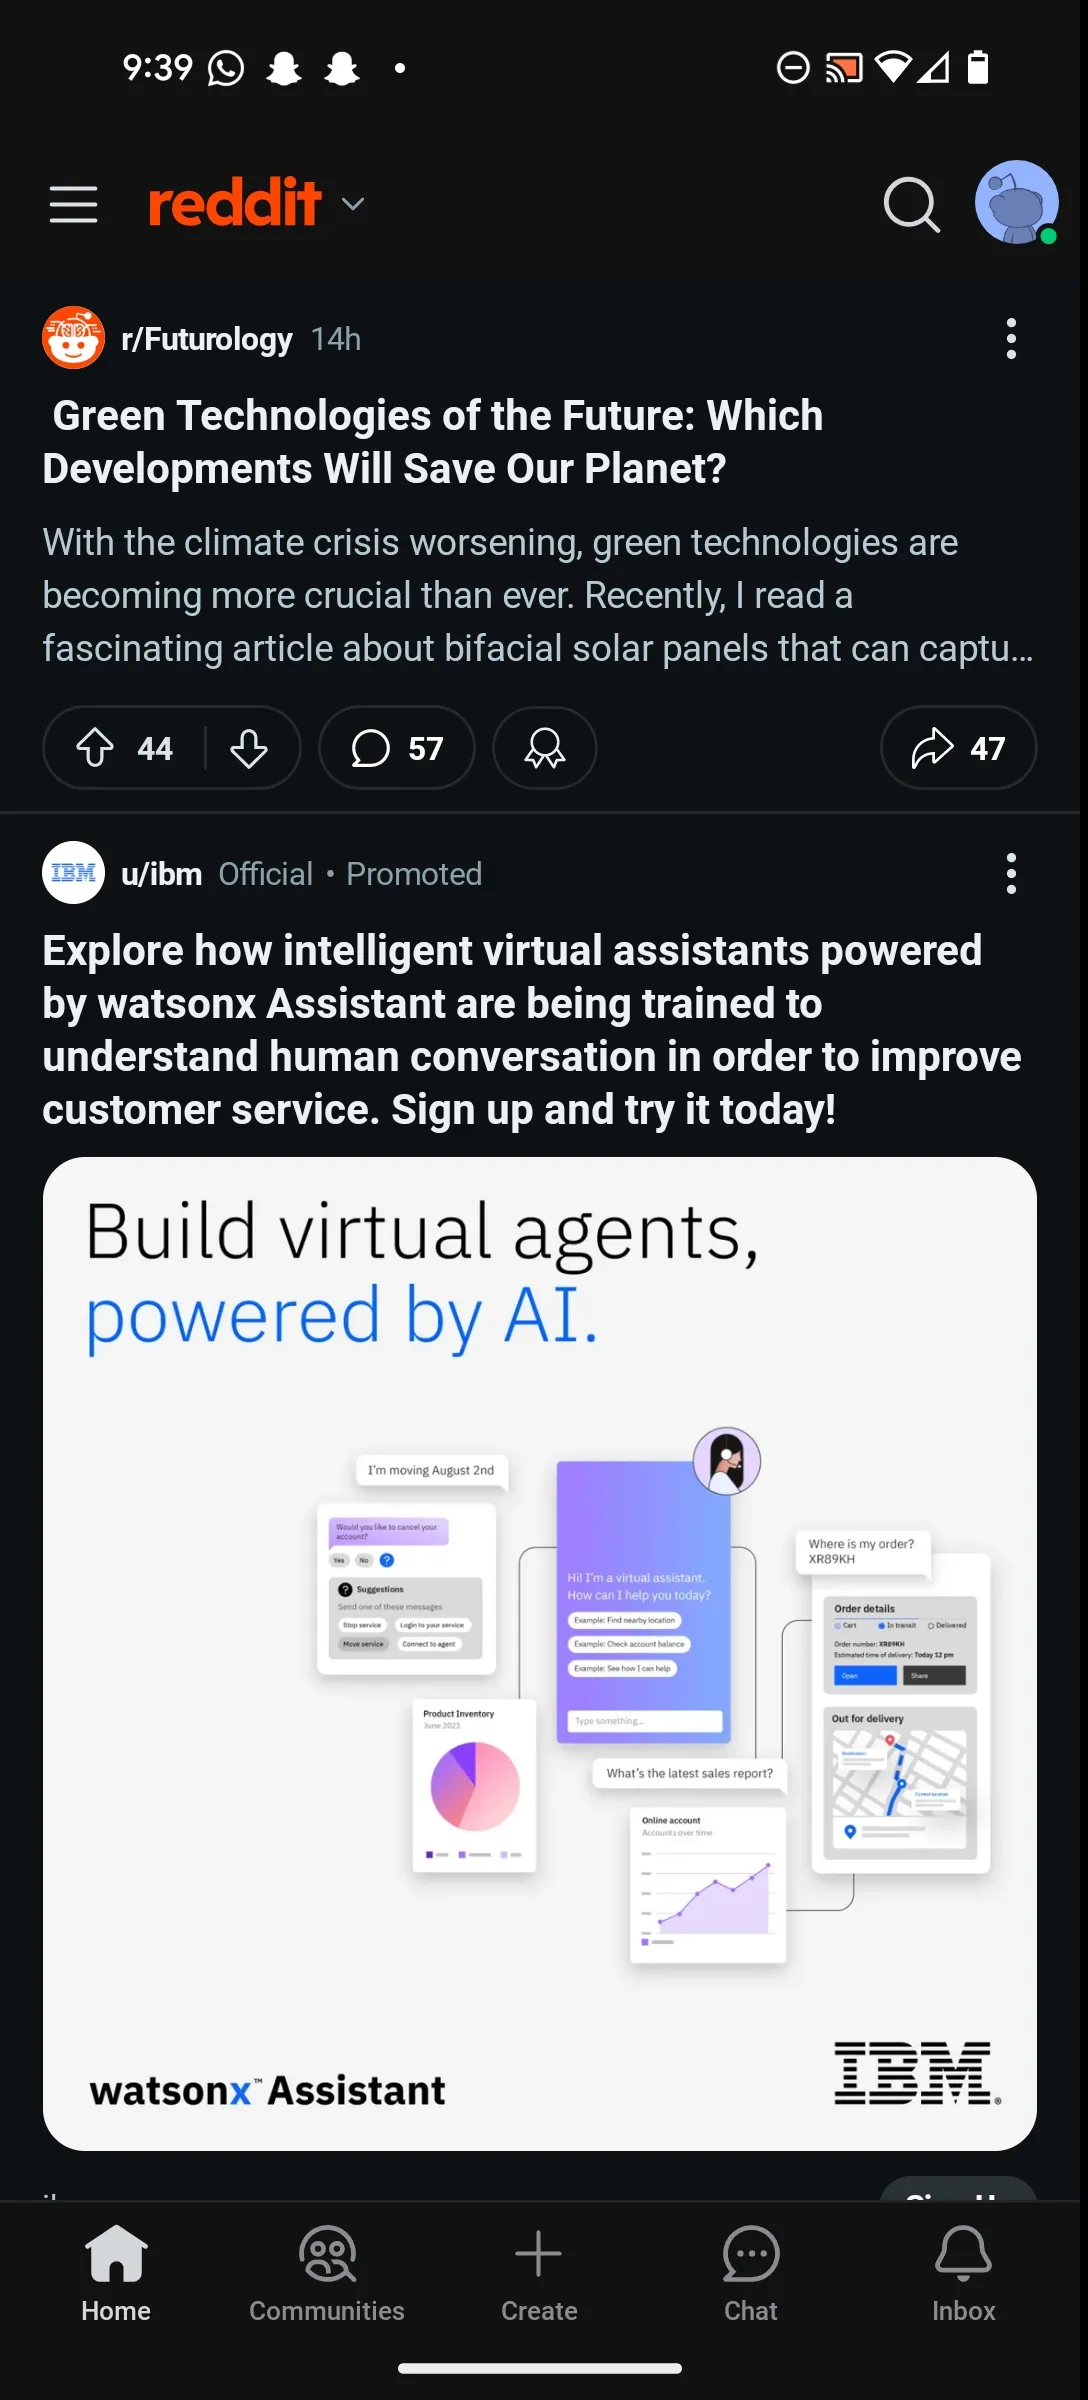 9:39
reddit
r/Futurology 14h
Green Technologies of the Future: Which
Developments Will Save Our Planet?
With the climate crisis worsening, green technologies are
becoming more crucial than ever. Recently, I read a
fascinating article about bifacial solar panels that can captu...
44
57
47
IBM
u/ibm Official • Promoted
Explore how intelligent virtual assistants powered
by watsonx Assistant are being trained to
understand human conversation in order to improve
customer service. Sign up and try it today!
Build virtual agents,
powered by AI.
I'm moving August 2nd
Would you like to cancel your
account?
Yes No ?
? Suggestions
Send one of these messages
Stop service Login to your service
Move service Connect to agent
Hi! I'm a virtual assistant.
How can I help you today?
Example: Find nearby location
Example: Check account balance
Example: See how I can help
Type something...
Where is my order?
XR89KH
Order details
Cart In transit Delivered
Order number: XR89KH
Estimated time of delivery: Today 12 pm
Open Share
Out for delivery
Destination
Current location
Product Inventory
June 2023
What's the latest sales report?
Online account
Accounts over time
watsonx™ Assistant
IBM®
Home
Communities
Create
Chat
Inbox